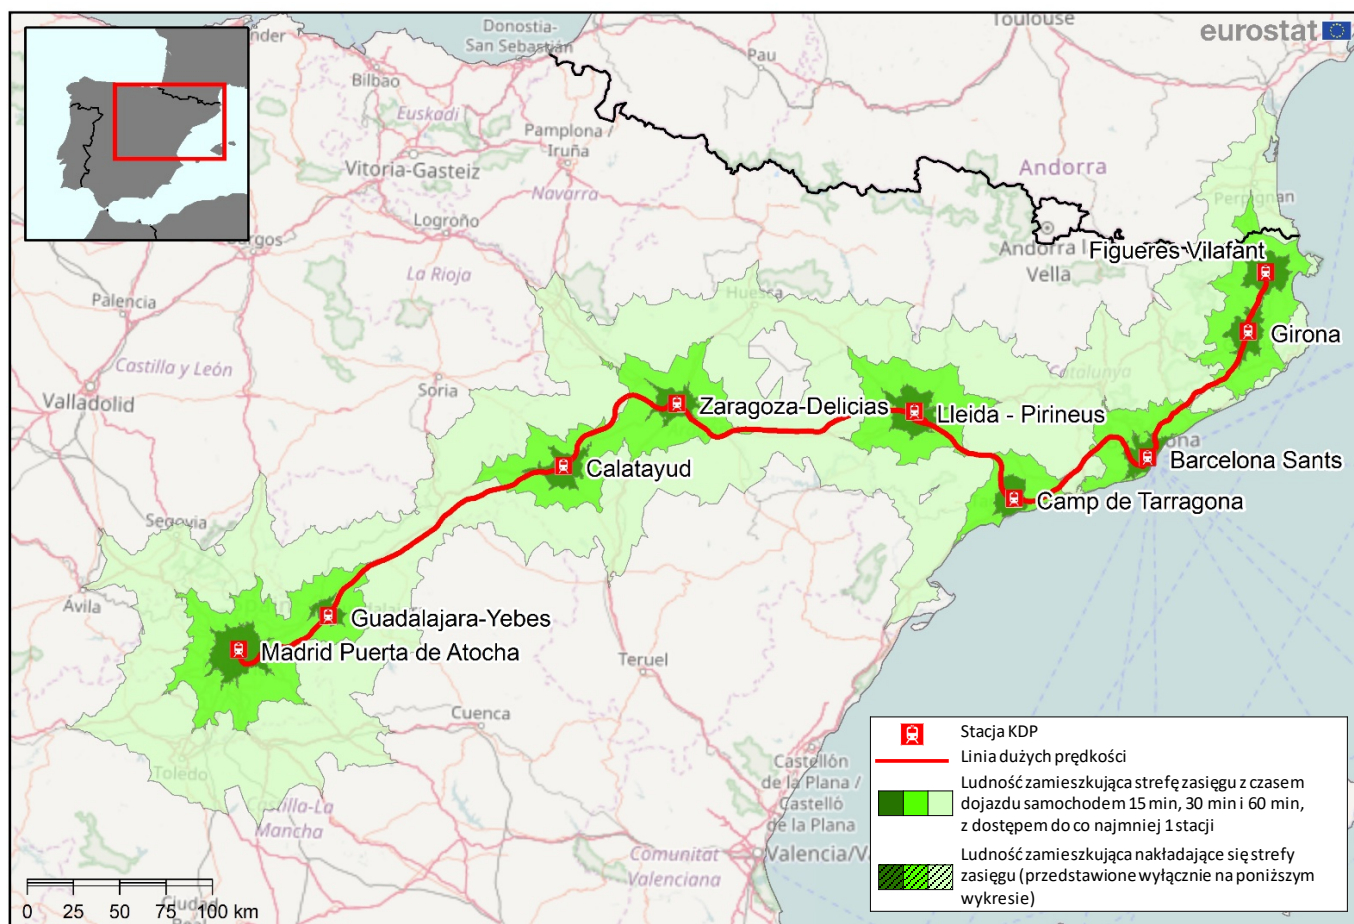 eurostat
Donostia-
San Sebastián
Toulouse
Bilbao
Pau
Euskadi
Pamplona /
Iruña
Vitoria-Gasteiz
Andorra
Navarra
Perpignan
Logroño
Burgos
Andorra la
Vella
Figueres Vilafant
La Rioja
Huesca
Palencia
Girona
Castilla y León
Catalunya
Soria
Valladolid
Zaragoza-Delicias
Lleida - Pirineus
Calatayud
Barcelona Sants
Camp de Tarragona
Segovia
Ávila
Guadalajara-Yebes
Madrid Puerta de Atocha
Teruel
Cuenca
Toledo
Castilla-La
Mancha
Castellón
de la Plana /
Castelló
de la Plana
Comunitat
Valenciana
Valencia/Va
Ciudad
Real
0 25 50 75 100 km
Stacja KDP
Linia dużych prędkości
Ludność zamieszkująca strefę zasięgu z czasem
dojazdu samochodem 15 min, 30 min i 60 min,
z dostępem do co najmniej 1 stacji
Ludność zamieszkująca nakładające się strefy
zasięgu (przedstawione wyłącznie na poniższym
wykresie)